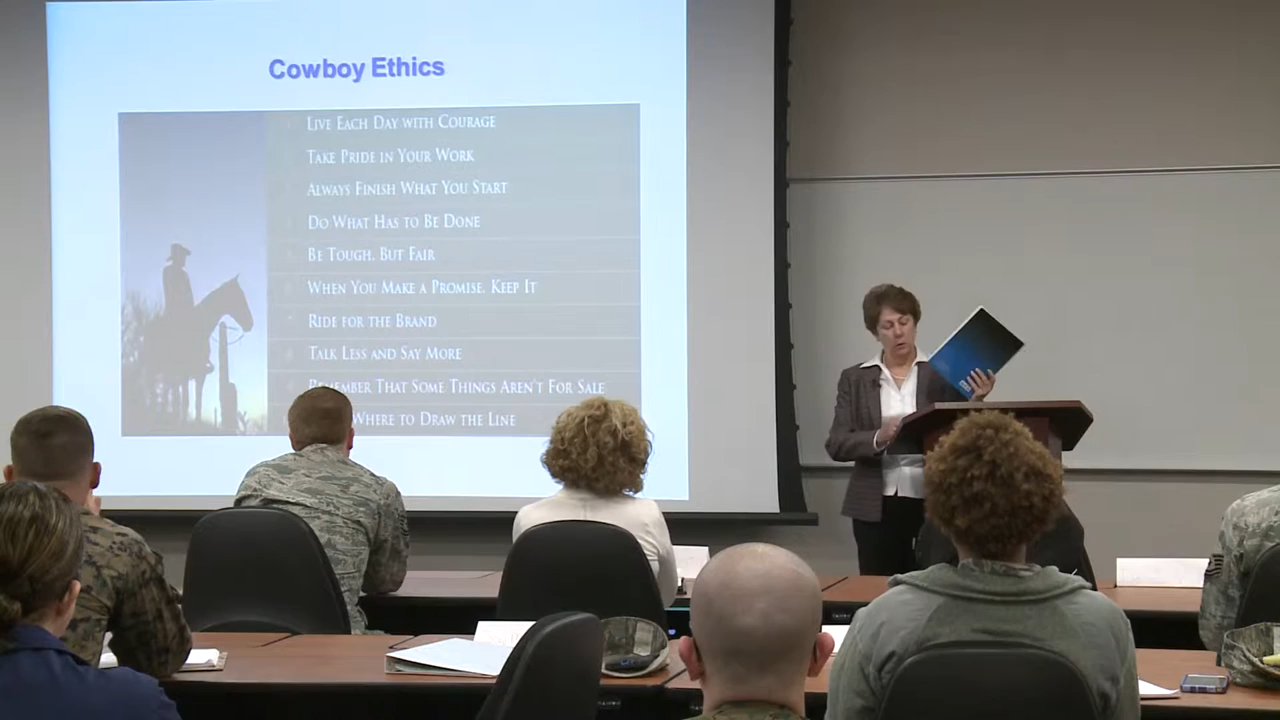 Cowboy Ethics
LIVE EACH DAY WITH COURAGE
TAKE PRIDE IN YOUR WORK
ALWAYS FINISH WHAT YOU START
DO WHAT HAS TO BE DONE
BE TOUGH, BUT FAIR
WHEN YOU MAKE A PROMISE, KEEP IT
RIDE FOR THE BRAND
TALK LESS AND SAY MORE
REMEMBER THAT SOME THINGS AREN'T FOR SALE
WHERE TO DRAW THE LINE